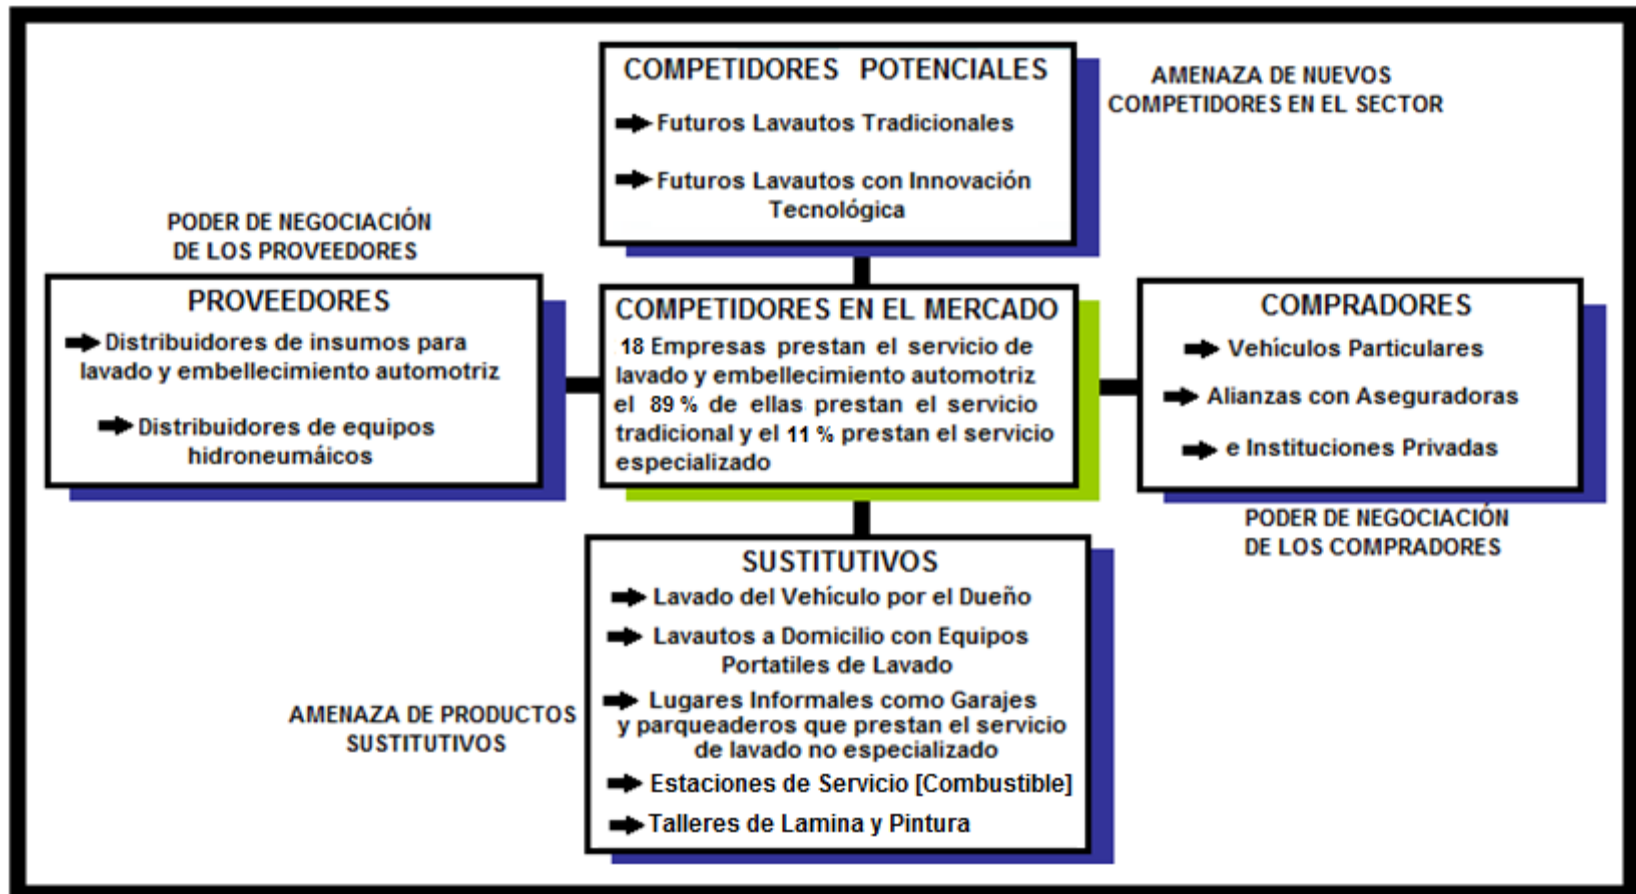 COMPETIDORES POTENCIALES
Futuros Lavautos Tradicionales
Futuros Lavautos con Innovación
Tecnológica
AMENAZA DE NUEVOS
COMPETIDORES EN EL SECTOR
PODER DE NEGOCIACIÓN
DE LOS PROVEEDORES
PROVEEDORES
Distribuidores de insumos para
lavado y embellecimiento automotriz
Distribuidores de equipos
hidroneumáicos
COMPETIDORES EN EL MERCADO
18 Empresas prestan el servicio de
lavado y embellecimiento automotriz
el 89 % de ellas prestan el servicio
tradicional y el 11 % prestan el servicio
especializado
COMPRADORES
Vehículos Particulares
Alianzas con Aseguradoras
e Instituciones Privadas
PODER DE NEGOCIACIÓN
DE LOS COMPRADORES
SUSTITUTIVOS
Lavado del Vehículo por el Dueño
Lavautos a Domicilio con Equipos
Portatiles de Lavado
Lugares Informales como Garajes
y parqueaderos que prestan el servicio
de lavado no especializado
Estaciones de Servicio [Combustible]
Talleres de Lamina y Pintura
AMENAZA DE PRODUCTOS
SUSTITUTIVOS